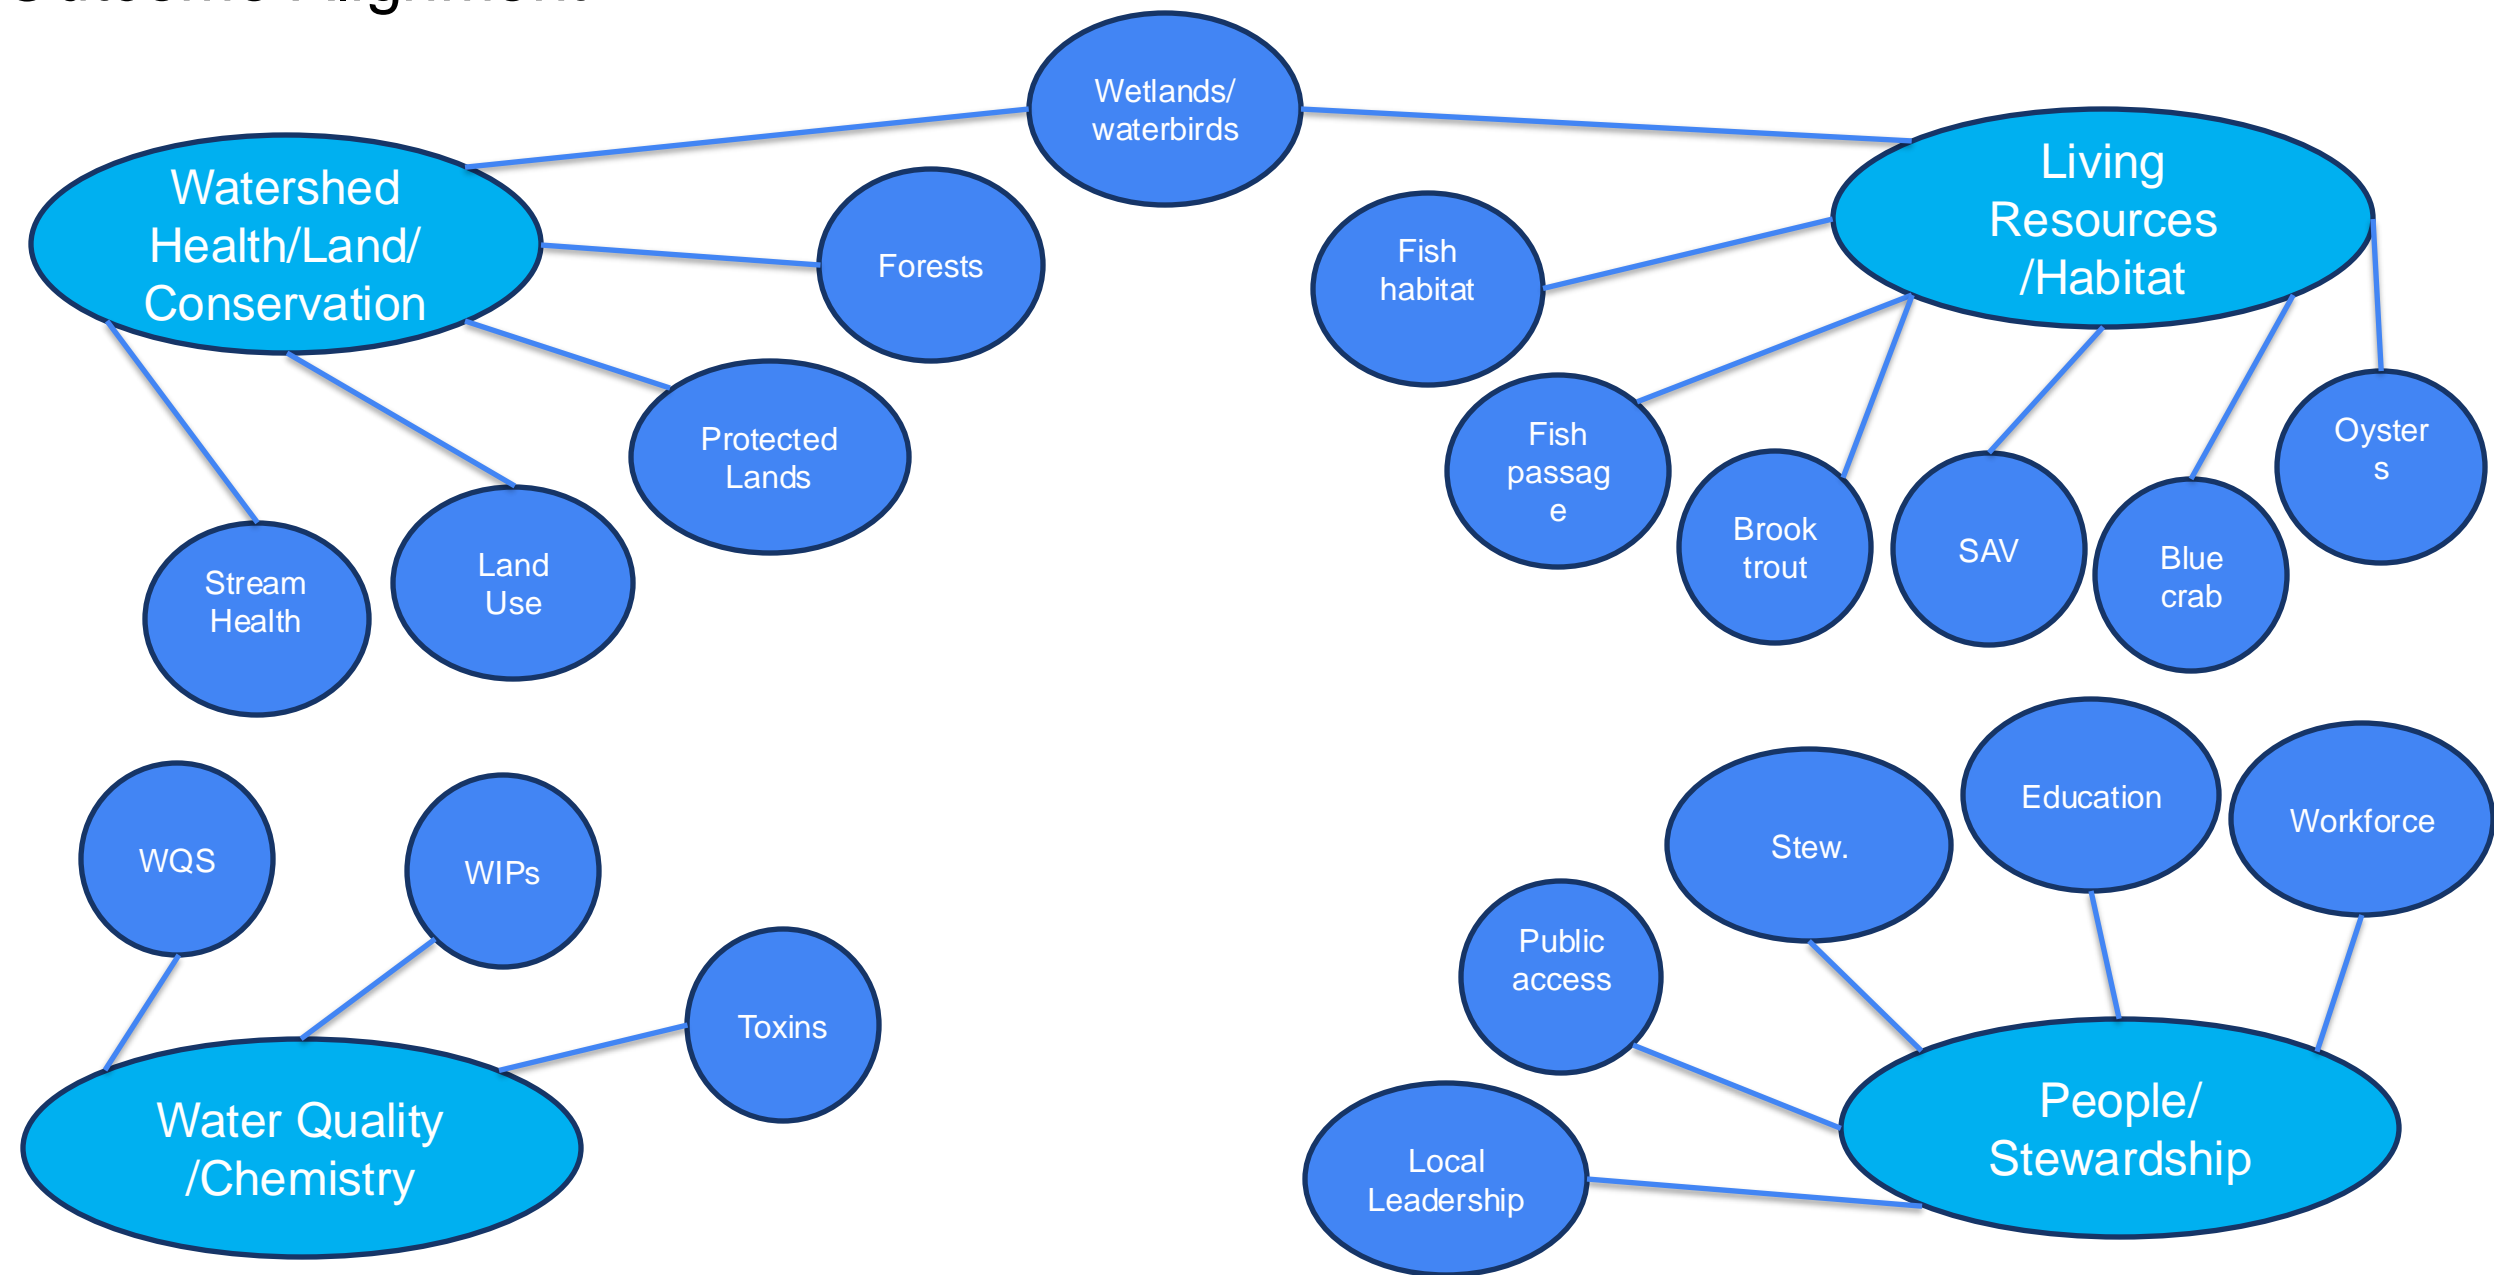 Outcome Alignment
Wetlands/
waterbirds
Watershed
Health/Land/
Conservation
Forests
Protected
Lands
Land
Use
Stream
Health
Living
Resources
/Habitat
Fish
habitat
Fish
passag
e
Brook
trout
SAV
Blue
crab
Oyster
s
WQS
WIPs
Toxins
Water Quality
/Chemistry
Education
Workforce
Stew.
Public
access
Local
Leadership
People/
Stewardship